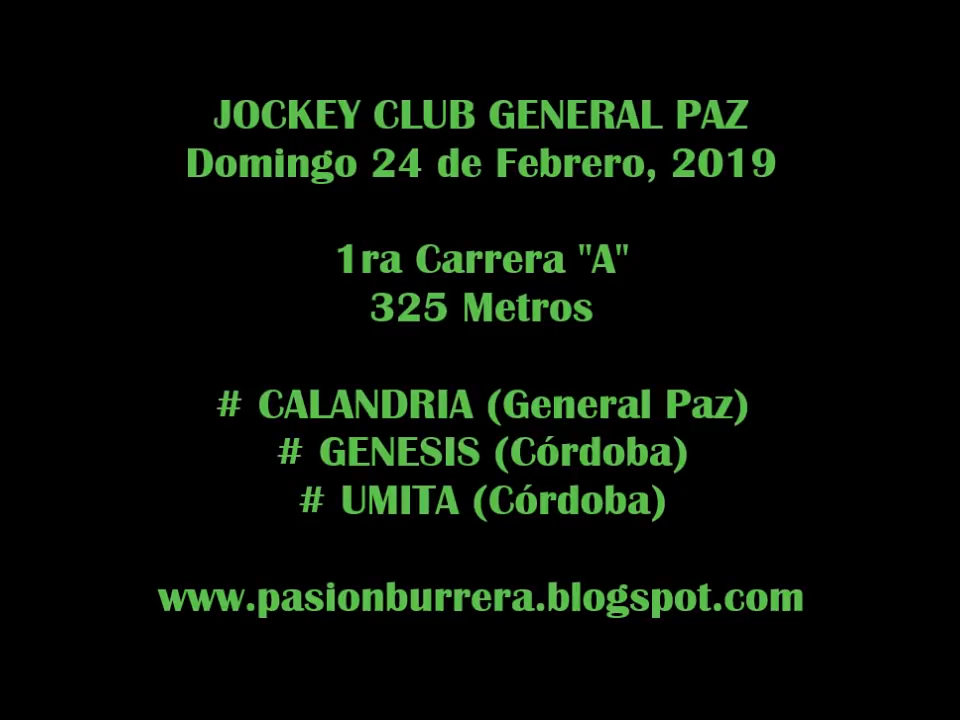 JOCKEY CLUB GENERAL PAZ
Domingo 24 de Febrero, 2019
1ra Carrera "A"
325 Metros
# CALANDRIA (General Paz)
# GENESIS (Córdoba)
# UMITA (Córdoba)
www.pasionburrera.blogspot.com